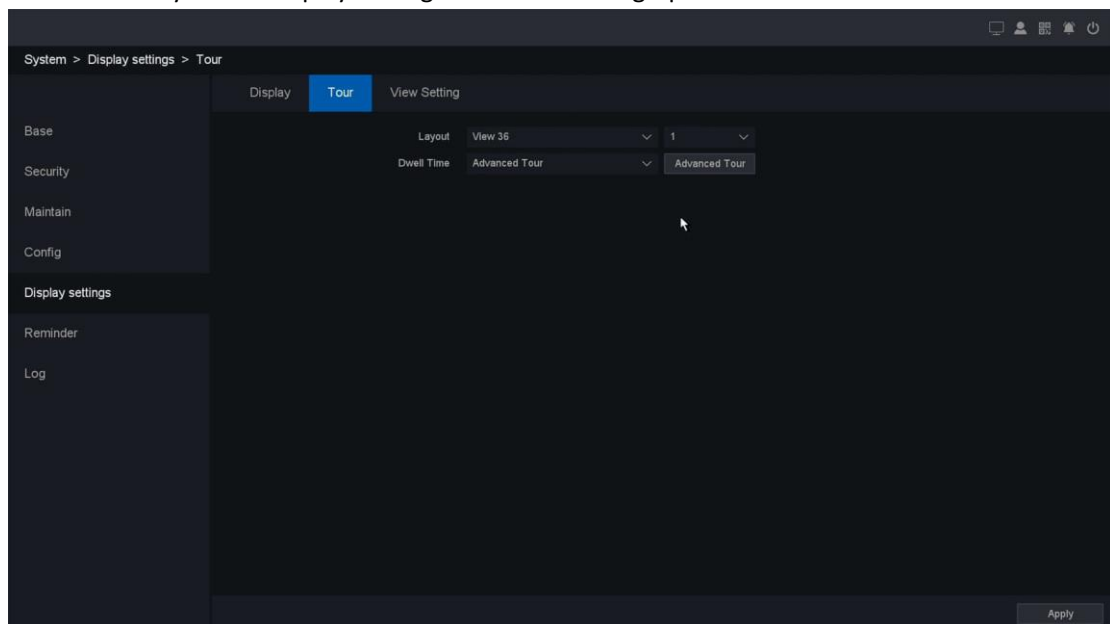 System > Display settings > Tour
Display Tour View Setting
Base
Layout View 36 1
Dwell Time Advanced Tour Advanced Tour
Security
Maintain
Config
Display settings
Reminder
Log
Apply